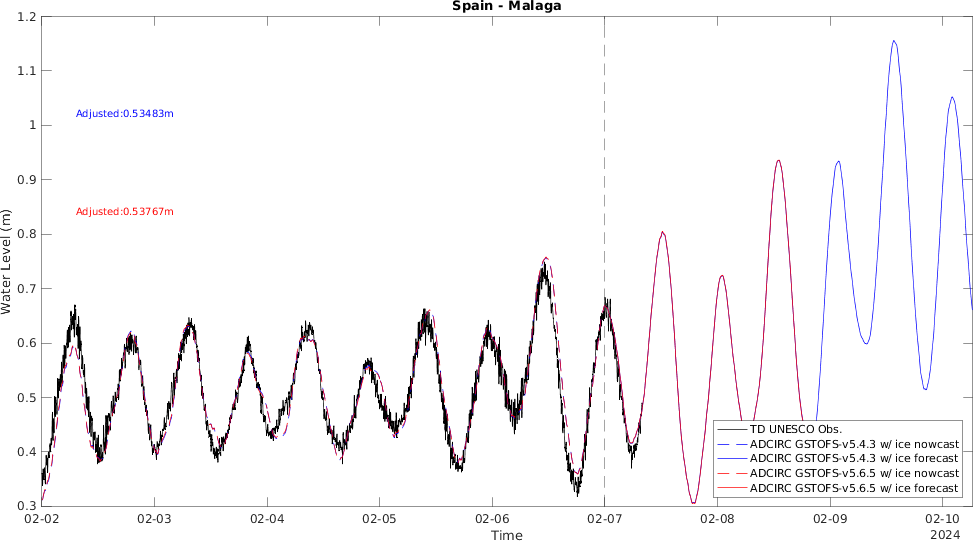 Spain - Malaga
1.2
1.1
1
0.9
0.8
0.7
0.6
0.5
0.4
0.3
Water Level (m)
Adjusted:0.53483m
Adjusted:0.53767m
TD UNESCO Obs.
ADCIRC GSTOFS-v5.4.3 w/ ice nowcast
ADCIRC GSTOFS-v5.4.3 w/ ice forecast
ADCIRC GSTOFS-v5.6.5 w/ ice nowcast
ADCIRC GSTOFS-v5.6.5 w/ ice forecast
02-02 02-03 02-04 02-05 02-06 02-07 02-08 02-09 02-10
Time 2024